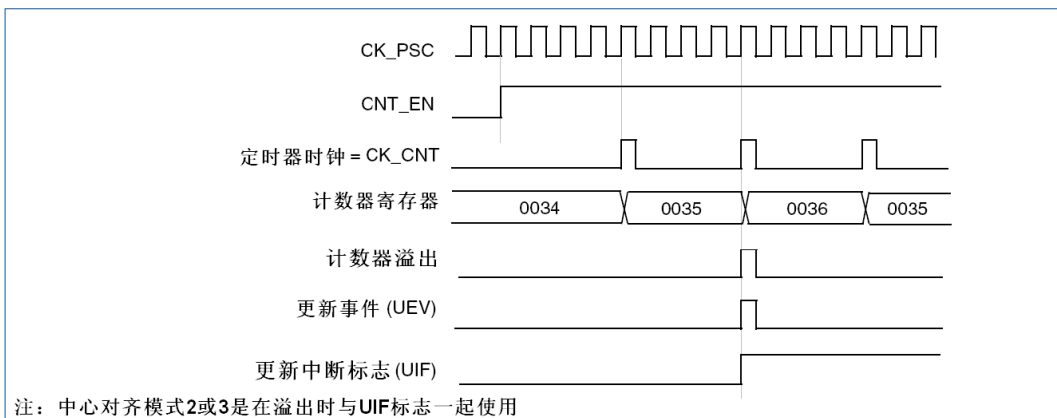 CK_PSC
CNT_EN
定时器时钟 = CK_CNT
计数器寄存器
0034 0035 0036 0035
计数器溢出
更新事件 (UEV)
更新中断标志 (UIF)
注：中心对齐模式2或3是在溢出时与UIF标志一起使用